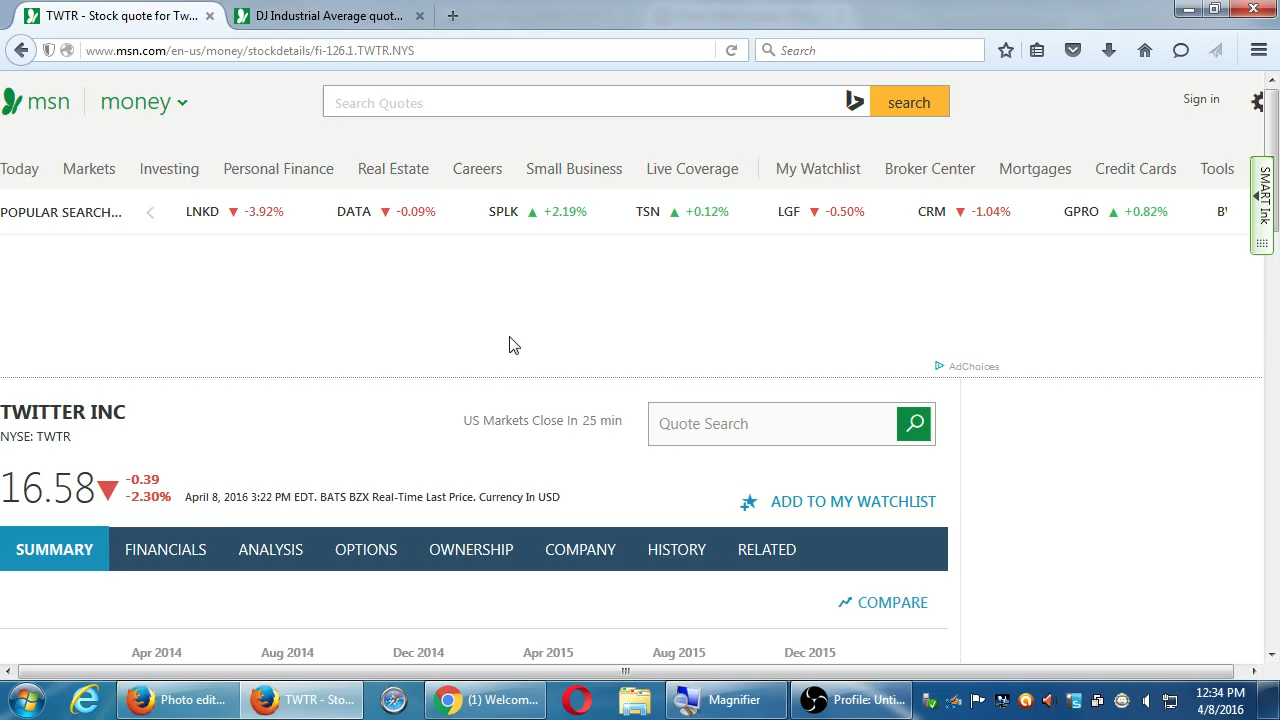 TWTR - Stock quote for Tw...
DJ Industrial Average quot...
www.msn.com/en-us/money/stockdetails/fi-126.1.TWTR.NYS
Search
msn
money
Search Quotes
search
Sign in
Today Markets Investing Personal Finance Real Estate Careers Small Business Live Coverage My Watchlist Broker Center Mortgages Credit Cards Tools
SMART Ink
POPULAR SEARCH... LNKD ▼ -3.92% DATA ▼ -0.09% SPLK ▲ +2.19% TSN ▲ +0.12% LGF ▼ -0.50% CRM ▼ -1.04% GPRO ▲ +0.82%
AdChoices
TWITTER INC
NYSE: TWTR
US Markets Close In 25 min
Quote Search
16.58
-0.39
-2.30%
April 8, 2016 3:22 PM EDT. BATS BZX Real-Time Last Price. Currency In USD
ADD TO MY WATCHLIST
SUMMARY FINANCIALS ANALYSIS OPTIONS OWNERSHIP COMPANY HISTORY RELATED
COMPARE
Apr 2014 Aug 2014 Dec 2014 Apr 2015 Aug 2015 Dec 2015
Photo edit...
TWTR - Sto...
(1) Welcom...
Magnifier
Profile: Unti...
12:34 PM
4/8/2016